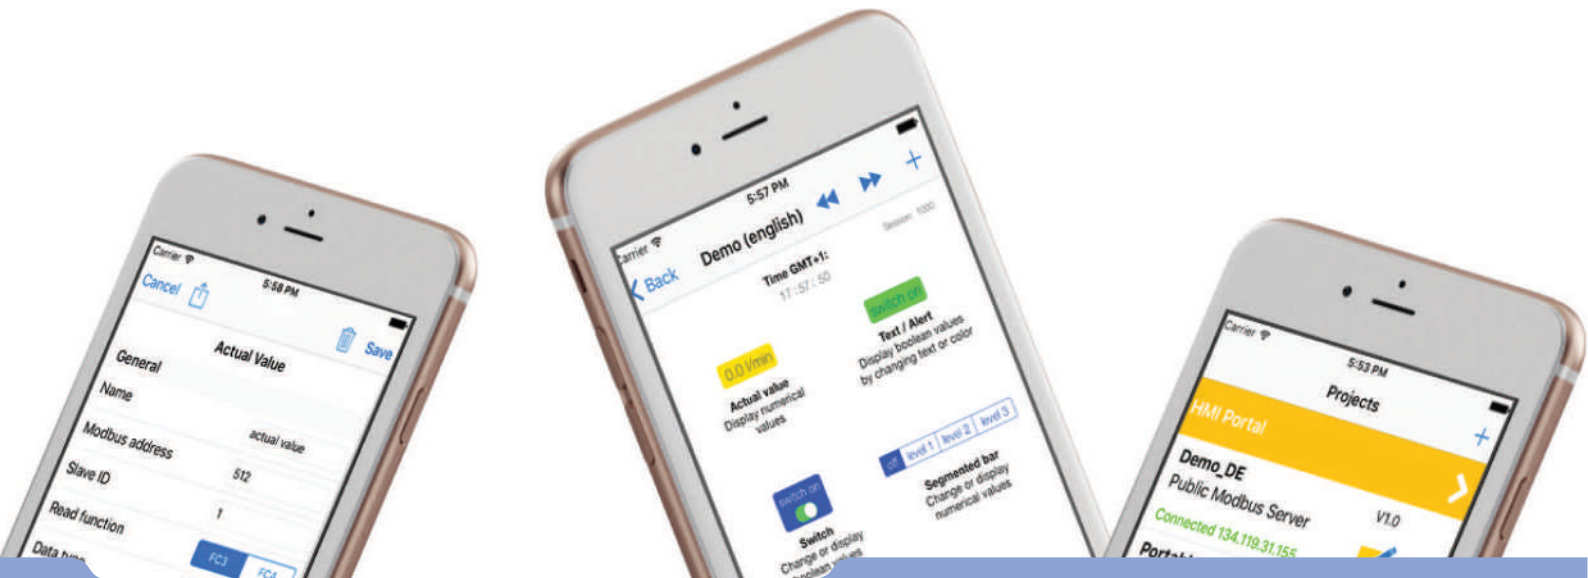 Carrier
5:58 PM
Cancel
Save
Actual Value
General
Name
actual value
Modbus address
512
Slave ID
1
Read function
FC3
FC4
Carrier
5:57 PM
Back
Demo (english)
Session: 1000
Time GMT+1:
17:57:50
switch on
Text / Alert
Display boolean values
by changing text or color
0.0 l/min
Actual value
Display numerical
values
off level 1 level 2 level 3
Segmented bar
Change or display
numerical values
switch on
Switch
Change or display
boolean values
Carrier
5:53 PM
Projects
HMI Portal
Demo_DE
Public Modbus Server
V1.0
Connected 134.119.31.155